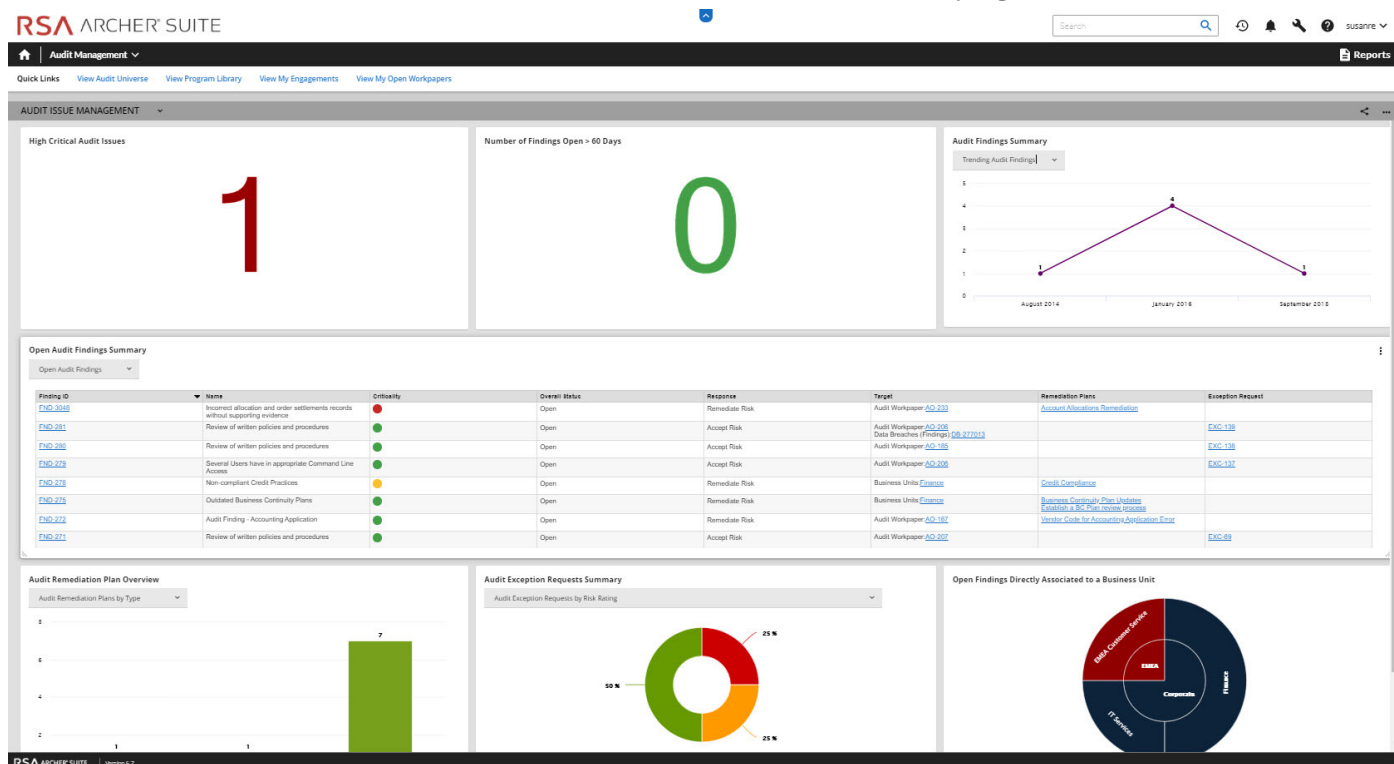 RSA ARCHER® SUITE
Search
susanre
Audit Management
Reports
Quick Links View Audit Universe View Program Library View My Engagements View My Open Workpapers
AUDIT ISSUE MANAGEMENT
High Critical Audit Issues
1
Number of Findings Open > 60 Days
0
Audit Findings Summary
Trending Audit Findings
5
4
3
2
1
0
1
4
1
August 2014 January 2016 September 2018
Open Audit Findings Summary
Open Audit Findings
Finding ID Name Criticality Overall Status Response Target Remediation Plans Exception Request
FND-3046 Incorrect allocation and order settlements records Open Remediate Risk Audit Workpaper:AO-233 Account Allocations Remediation
without supporting evidence
FND-281 Review of written policies and procedures Open Accept Risk Audit Workpaper:AO-206 EXC-139
Data Breaches (Findings):DB-277013
FND-280 Review of written policies and procedures Open Accept Risk Audit Workpaper:AO-185 EXC-138
FND-279 Several Users have in appropriate Command Line Open Accept Risk Audit Workpaper:AO-206 EXC-137
Access
FND-278 Non-compliant Credit Practices Open Remediate Risk Business Units:Finance Credit Compliance
FND-275 Outdated Business Continuity Plans Open Remediate Risk Business Units:Finance Business Continuity Plan Updates
Establish a BC Plan review process
FND-272 Audit Finding - Accounting Application Open Remediate Risk Audit Workpaper:AO-167 Vendor Code for Accounting Application Error
FND-271 Review of written policies and procedures Open Accept Risk Audit Workpaper:AO-207 EXC-69
Audit Remediation Plan Overview
Audit Remediation Plans by Type
8
6
4
2
1
1
7
Audit Exception Requests Summary
Audit Exception Requests by Risk Rating
25 %
50 %
25 %
Open Findings Directly Associated to a Business Unit
EMEA Customer Service
EMEA
Corporate
Finance
IT Services
RSA ARCHER® SUITE Version 6.7